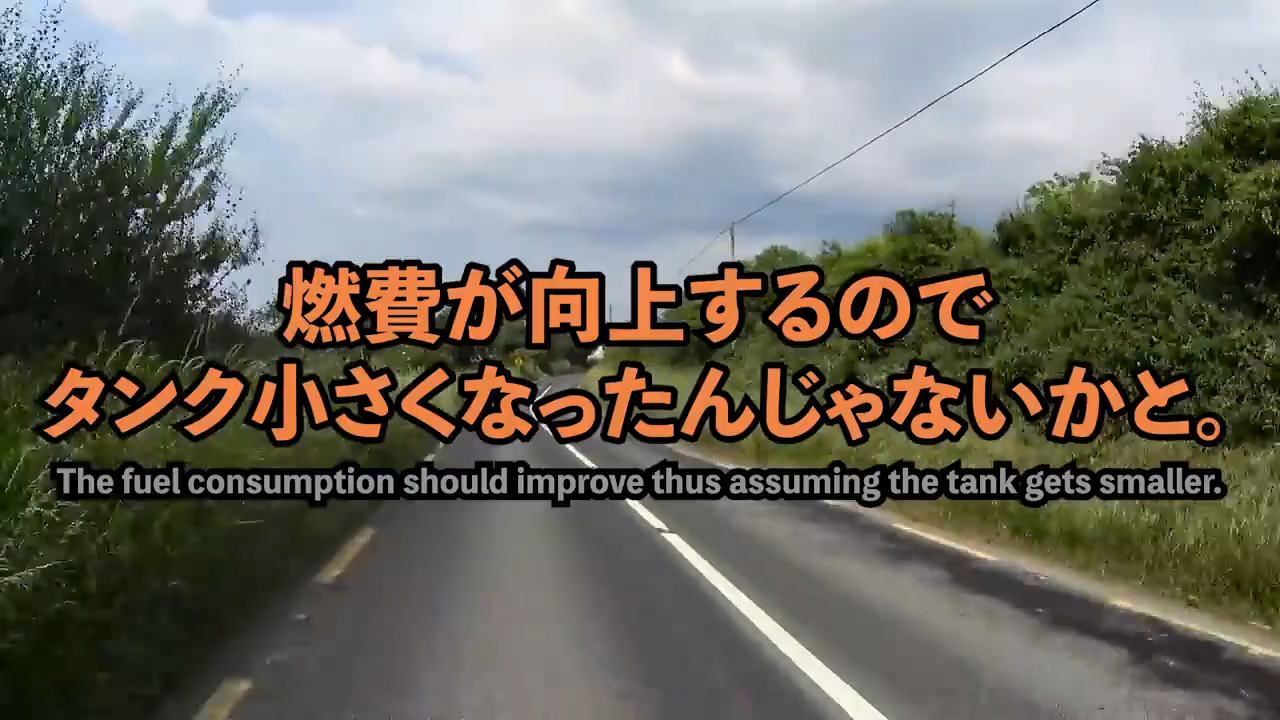 燃費が向上するので
タンク小さくなったんじゃないかと。
The fuel consumption should improve thus assuming the tank gets smaller.